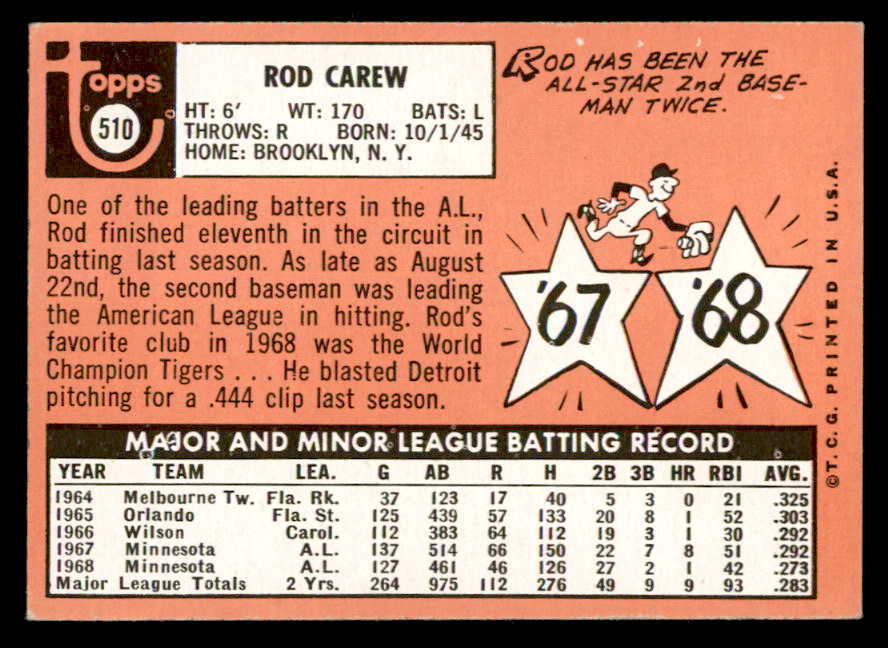 Topps
510
ROD CAREW
HT: 6' WT: 170 BATS: L
THROWS: R BORN: 10/1/45
HOME: BROOKLYN, N. Y.
ROD HAS BEEN THE
ALL-STAR 2nd BASE-
MAN TWICE.
One of the leading batters in the A.L.,
Rod finished eleventh in the circuit in
batting last season. As late as August
22nd, the second baseman was leading
the American League in hitting. Rod's
favorite club in 1968 was the World
Champion Tigers . . . He blasted Detroit
pitching for a .444 clip last season.
'67 '68
©T. C. G. PRINTED IN U.S.A.
MAJOR AND MINOR LEAGUE BATTING RECORD
YEAR TEAM LEA. G AB R H 2B 3B HR RBI AVG.
1964 Melbourne Tw. Fla. Rk. 37 123 17 40 5 3 0 21 .325
1965 Orlando Fla. St. 125 439 57 133 20 8 1 52 .303
1966 Wilson Carol. 112 383 64 112 19 3 1 30 .292
1967 Minnesota A.L. 137 514 66 150 22 7 8 51 .292
1968 Minnesota A.L. 127 461 46 126 27 2 1 42 .273
Major League Totals 2 Yrs. 264 975 112 276 49 9 9 93 .283